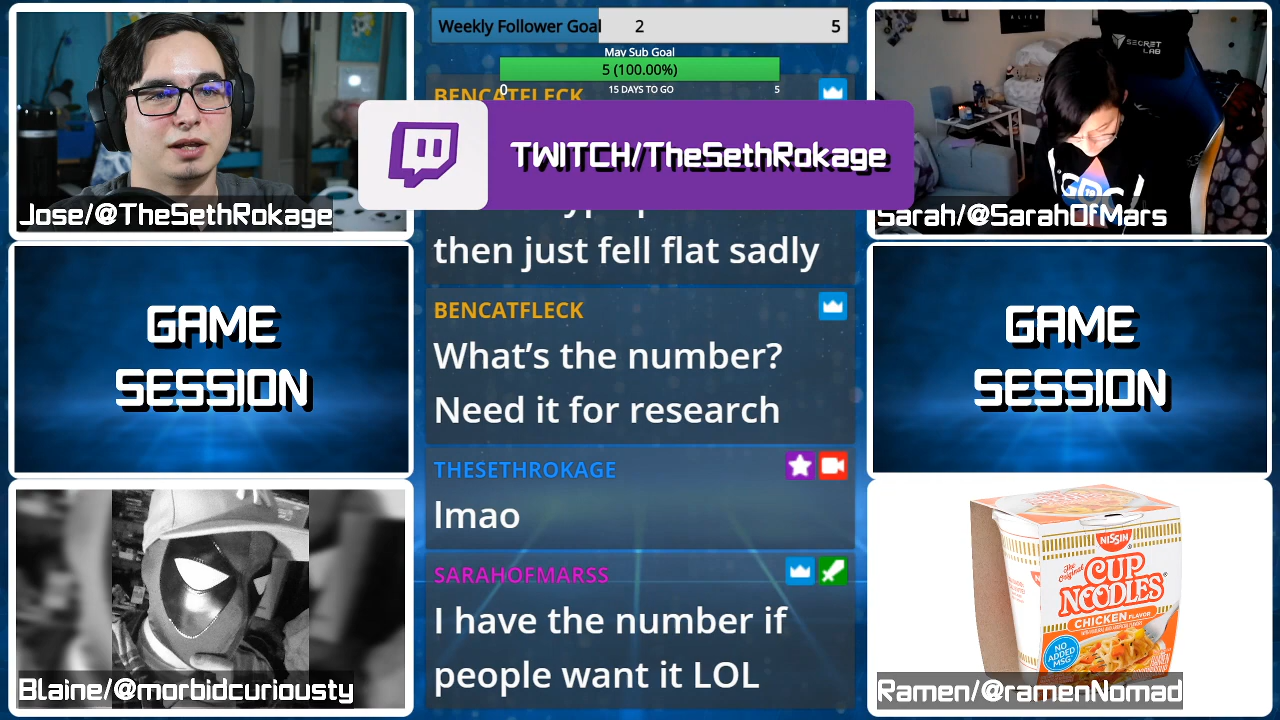 Weekly Follower Goal 2 5
May Sub Goal
5 (100.00%)
0 15 DAYS TO GO 5
BENCATFLECK
TWITCH/TheSethRokage
then just fell flat sadly
BENCATFLECK
What's the number?
Need it for research
THESETHROKAGE
lmao
SARAHOFMARSS
I have the number if
people want it LOL
Jose/@TheSethRokage
GAME
SESSION
Blaine/@morbidcuriousty
SECRET
LAB
Sarah/@SarahOfMars
GAME
SESSION
NISSIN
The
Original
CUP
NOODLES
CHICKEN FLAVOR
NO
ADDED
MSG
Ramen/@ramenNomad